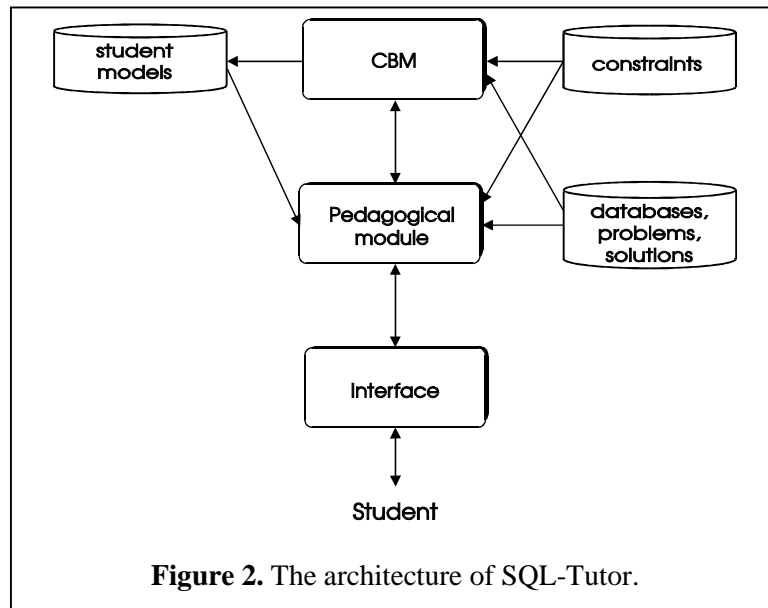 student
models
CBM
constraints
Pedagogical
module
databases,
problems,
solutions
Interface
Student
Figure 2. The architecture of SQL-Tutor.